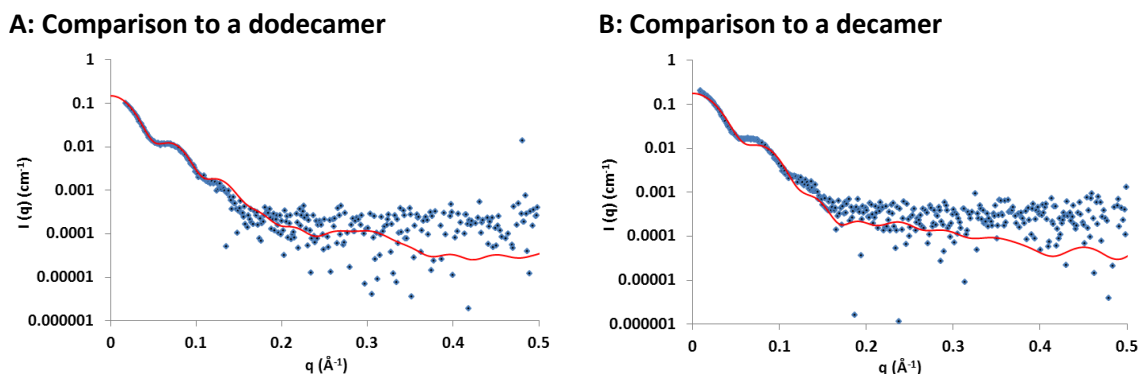 A: Comparison to a dodecamer
1
0.1
0.01
0.001
0.0001
0.00001
0.000001
I (q) (cm⁻¹)
0 0.1 0.2 0.3 0.4 0.5
q (Å⁻¹)
B: Comparison to a decamer
1
0.1
0.01
0.001
0.0001
0.00001
0.000001
I (q) (cm⁻¹)
0 0.1 0.2 0.3 0.4 0.5
q (Å⁻¹)